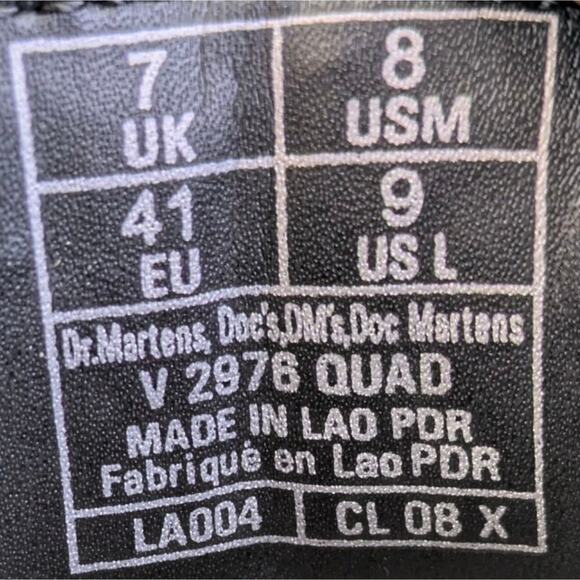 7 UK
8 USM
41 EU
9 US L
Dr.Martens, Doc's,DM's,Doc Martens
V 2976 QUAD
MADE IN LAO PDR
Fabriqué en Lao PDR
LA004
CL 08 X